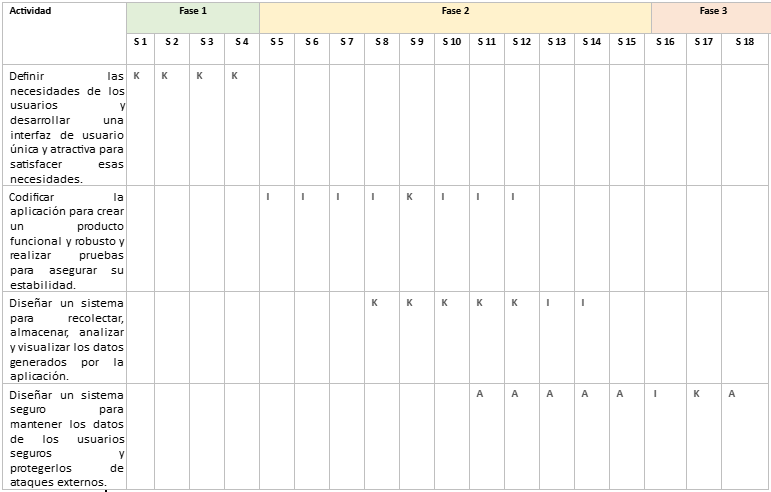 Actividad Fase 1 Fase 2 Fase 3
S 1 S 2 S 3 S 4 S 5 S 6 S 7 S 8 S 9 S 10 S 11 S 12 S 13 S 14 S 15 S 16 S 17 S 18
Definir las K K K K
necesidades de los
usuarios y
desarrollar una
interfaz de usuario
única y atractiva para
satisfacer esas
necesidades.
Codificar la I I I I K I I I
aplicación para crear
un producto
funcional y robusto y
realizar pruebas
para asegurar su
estabilidad.
Diseñar un sistema K K K K K I I
para recolectar,
almacenar, analizar
y visualizar los datos
generados por la
aplicación.
Diseñar un sistema A A A A A I K A
seguro para
mantener los datos
de los usuarios
seguros y
protegerlos de
ataques externos.